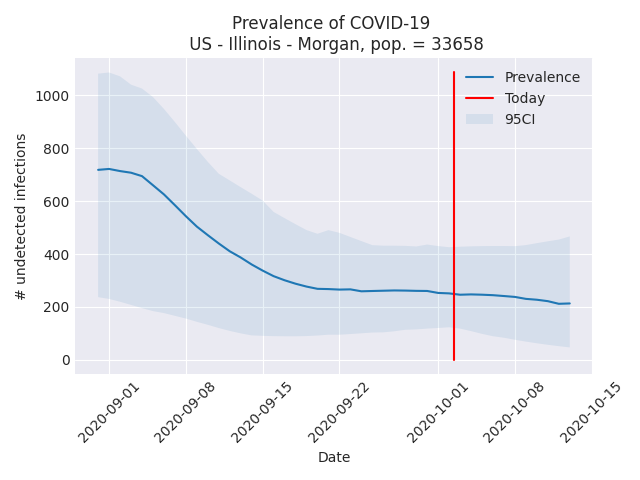 Prevalence of COVID-19
US - Illinois - Morgan, pop. = 33658
Prevalence
Today
95CI
# undetected infections
1000
800
600
400
200
0
2020-09-01
2020-09-08
2020-09-15
2020-09-22
2020-10-01
2020-10-08
2020-10-15
Date